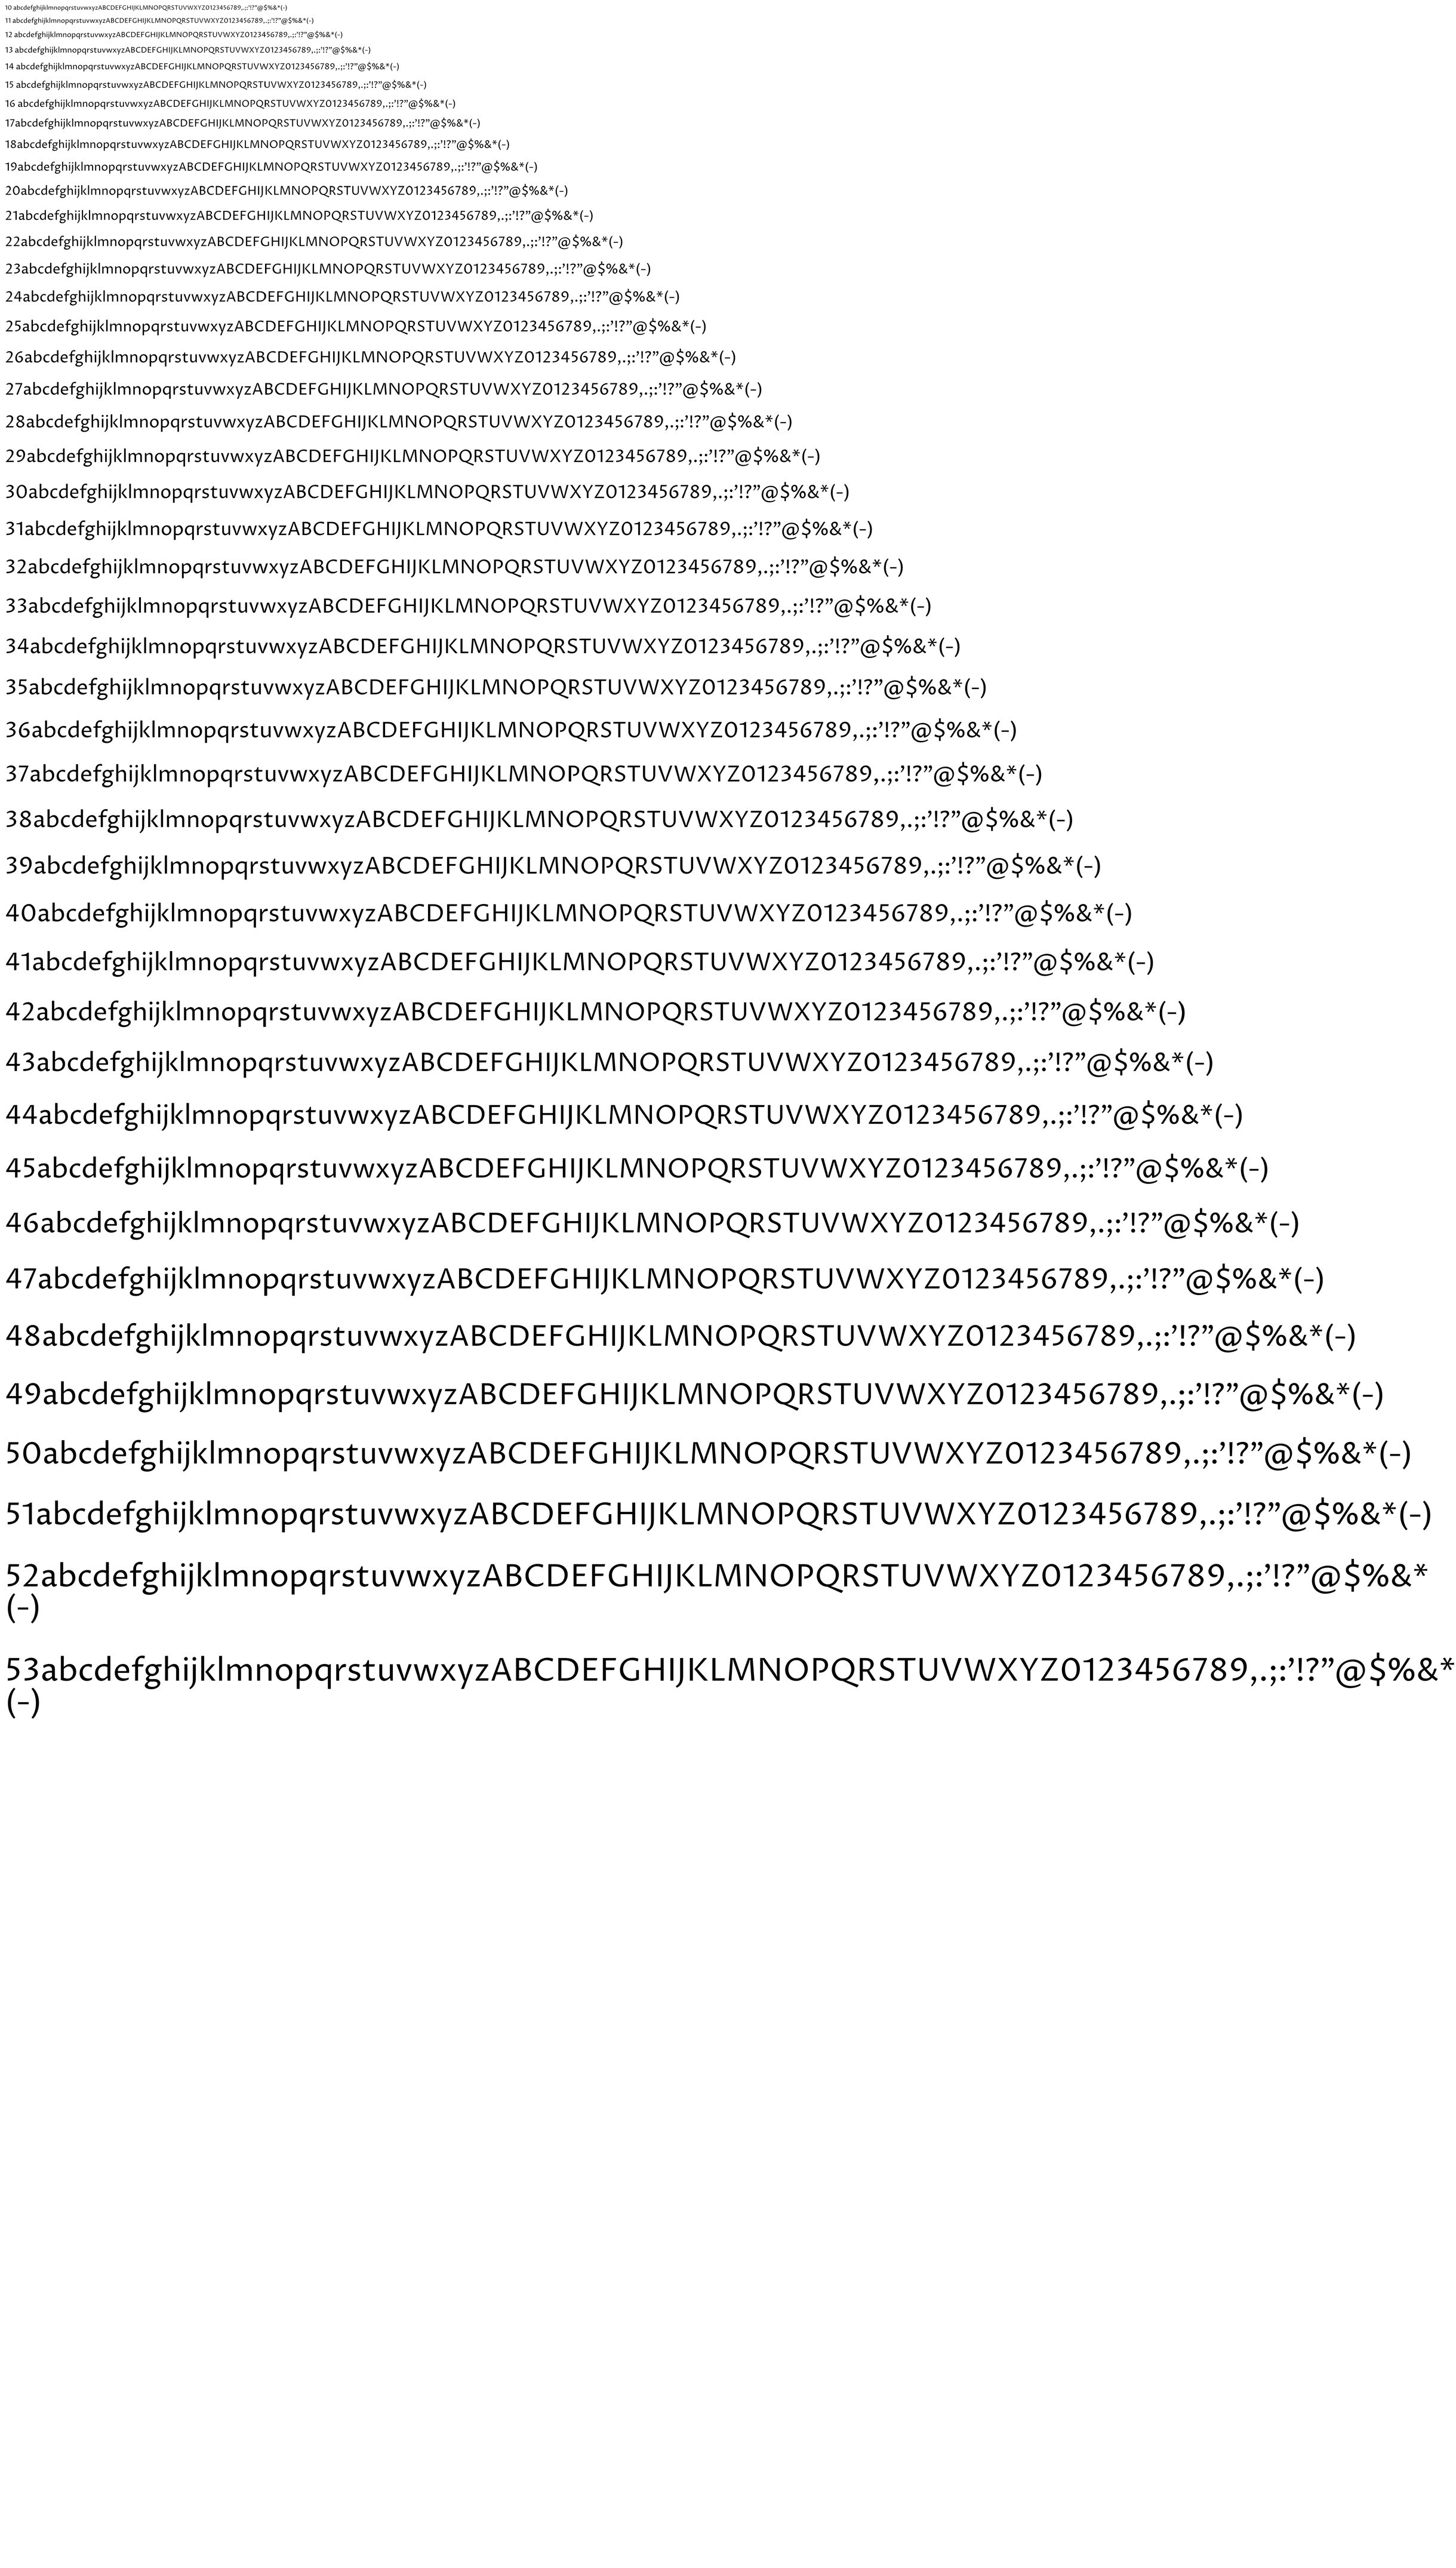 10 abcdefghijklmnopqrstuvwxyzABCDEFGHIJKLMNOPQRSTUVWXYZ0123456789,.;:’!?”@$%&*(-)
11 abcdefghijklmnopqrstuvwxyzABCDEFGHIJKLMNOPQRSTUVWXYZ0123456789,.;:’!?”@$%&*(-)
12 abcdefghijklmnopqrstuvwxyzABCDEFGHIJKLMNOPQRSTUVWXYZ0123456789,.;:’!?”@$%&*(-)
13 abcdefghijklmnopqrstuvwxyzABCDEFGHIJKLMNOPQRSTUVWXYZ0123456789,.;:’!?”@$%&*(-)
14 abcdefghijklmnopqrstuvwxyzABCDEFGHIJKLMNOPQRSTUVWXYZ0123456789,.;:’!?”@$%&*(-)
15 abcdefghijklmnopqrstuvwxyzABCDEFGHIJKLMNOPQRSTUVWXYZ0123456789,.;:’!?”@$%&*(-)
16 abcdefghijklmnopqrstuvwxyzABCDEFGHIJKLMNOPQRSTUVWXYZ0123456789,.;:’!?”@$%&*(-)
17abcdefghijklmnopqrstuvwxyzABCDEFGHIJKLMNOPQRSTUVWXYZ0123456789,.;:’!?”@$%&*(-)
18abcdefghijklmnopqrstuvwxyzABCDEFGHIJKLMNOPQRSTUVWXYZ0123456789,.;:’!?”@$%&*(-)
19abcdefghijklmnopqrstuvwxyzABCDEFGHIJKLMNOPQRSTUVWXYZ0123456789,.;:’!?”@$%&*(-)
20abcdefghijklmnopqrstuvwxyzABCDEFGHIJKLMNOPQRSTUVWXYZ0123456789,.;:’!?”@$%&*(-)
21abcdefghijklmnopqrstuvwxyzABCDEFGHIJKLMNOPQRSTUVWXYZ0123456789,.;:’!?”@$%&*(-)
22abcdefghijklmnopqrstuvwxyzABCDEFGHIJKLMNOPQRSTUVWXYZ0123456789,.;:’!?”@$%&*(-)
23abcdefghijklmnopqrstuvwxyzABCDEFGHIJKLMNOPQRSTUVWXYZ0123456789,.;:’!?”@$%&*(-)
24abcdefghijklmnopqrstuvwxyzABCDEFGHIJKLMNOPQRSTUVWXYZ0123456789,.;:’!?”@$%&*(-)
25abcdefghijklmnopqrstuvwxyzABCDEFGHIJKLMNOPQRSTUVWXYZ0123456789,.;:’!?”@$%&*(-)
26abcdefghijklmnopqrstuvwxyzABCDEFGHIJKLMNOPQRSTUVWXYZ0123456789,.;:’!?”@$%&*(-)
27abcdefghijklmnopqrstuvwxyzABCDEFGHIJKLMNOPQRSTUVWXYZ0123456789,.;:’!?”@$%&*(-)
28abcdefghijklmnopqrstuvwxyzABCDEFGHIJKLMNOPQRSTUVWXYZ0123456789,.;:’!?”@$%&*(-)
29abcdefghijklmnopqrstuvwxyzABCDEFGHIJKLMNOPQRSTUVWXYZ0123456789,.;:’!?”@$%&*(-)
30abcdefghijklmnopqrstuvwxyzABCDEFGHIJKLMNOPQRSTUVWXYZ0123456789,.;:’!?”@$%&*(-)
31abcdefghijklmnopqrstuvwxyzABCDEFGHIJKLMNOPQRSTUVWXYZ0123456789,.;:’!?”@$%&*(-)
32abcdefghijklmnopqrstuvwxyzABCDEFGHIJKLMNOPQRSTUVWXYZ0123456789,.;:’!?”@$%&*(-)
33abcdefghijklmnopqrstuvwxyzABCDEFGHIJKLMNOPQRSTUVWXYZ0123456789,.;:’!?”@$%&*(-)
34abcdefghijklmnopqrstuvwxyzABCDEFGHIJKLMNOPQRSTUVWXYZ0123456789,.;:’!?”@$%&*(-)
35abcdefghijklmnopqrstuvwxyzABCDEFGHIJKLMNOPQRSTUVWXYZ0123456789,.;:’!?”@$%&*(-)
36abcdefghijklmnopqrstuvwxyzABCDEFGHIJKLMNOPQRSTUVWXYZ0123456789,.;:’!?”@$%&*(-)
37abcdefghijklmnopqrstuvwxyzABCDEFGHIJKLMNOPQRSTUVWXYZ0123456789,.;:’!?”@$%&*(-)
38abcdefghijklmnopqrstuvwxyzABCDEFGHIJKLMNOPQRSTUVWXYZ0123456789,.;:’!?”@$%&*(-)
39abcdefghijklmnopqrstuvwxyzABCDEFGHIJKLMNOPQRSTUVWXYZ0123456789,.;:’!?”@$%&*(-)
40abcdefghijklmnopqrstuvwxyzABCDEFGHIJKLMNOPQRSTUVWXYZ0123456789,.;:’!?”@$%&*(-)
41abcdefghijklmnopqrstuvwxyzABCDEFGHIJKLMNOPQRSTUVWXYZ0123456789,.;:’!?”@$%&*(-)
42abcdefghijklmnopqrstuvwxyzABCDEFGHIJKLMNOPQRSTUVWXYZ0123456789,.;:’!?”@$%&*(-)
43abcdefghijklmnopqrstuvwxyzABCDEFGHIJKLMNOPQRSTUVWXYZ0123456789,.;:’!?”@$%&*(-)
44abcdefghijklmnopqrstuvwxyzABCDEFGHIJKLMNOPQRSTUVWXYZ0123456789,.;:’!?”@$%&*(-)
45abcdefghijklmnopqrstuvwxyzABCDEFGHIJKLMNOPQRSTUVWXYZ0123456789,.;:’!?”@$%&*(-)
46abcdefghijklmnopqrstuvwxyzABCDEFGHIJKLMNOPQRSTUVWXYZ0123456789,.;:’!?”@$%&*(-)
47abcdefghijklmnopqrstuvwxyzABCDEFGHIJKLMNOPQRSTUVWXYZ0123456789,.;:’!?”@$%&*(-)
48abcdefghijklmnopqrstuvwxyzABCDEFGHIJKLMNOPQRSTUVWXYZ0123456789,.;:’!?”@$%&*(-)
49abcdefghijklmnopqrstuvwxyzABCDEFGHIJKLMNOPQRSTUVWXYZ0123456789,.;:’!?”@$%&*(-)
50abcdefghijklmnopqrstuvwxyzABCDEFGHIJKLMNOPQRSTUVWXYZ0123456789,.;:’!?”@$%&*(-)
51abcdefghijklmnopqrstuvwxyzABCDEFGHIJKLMNOPQRSTUVWXYZ0123456789,.;:’!?”@$%&*(-)
52abcdefghijklmnopqrstuvwxyzABCDEFGHIJKLMNOPQRSTUVWXYZ0123456789,.;:’!?”@$%&*
(-)
53abcdefghijklmnopqrstuvwxyzABCDEFGHIJKLMNOPQRSTUVWXYZ0123456789,.;:’!?”@$%&*
(-)